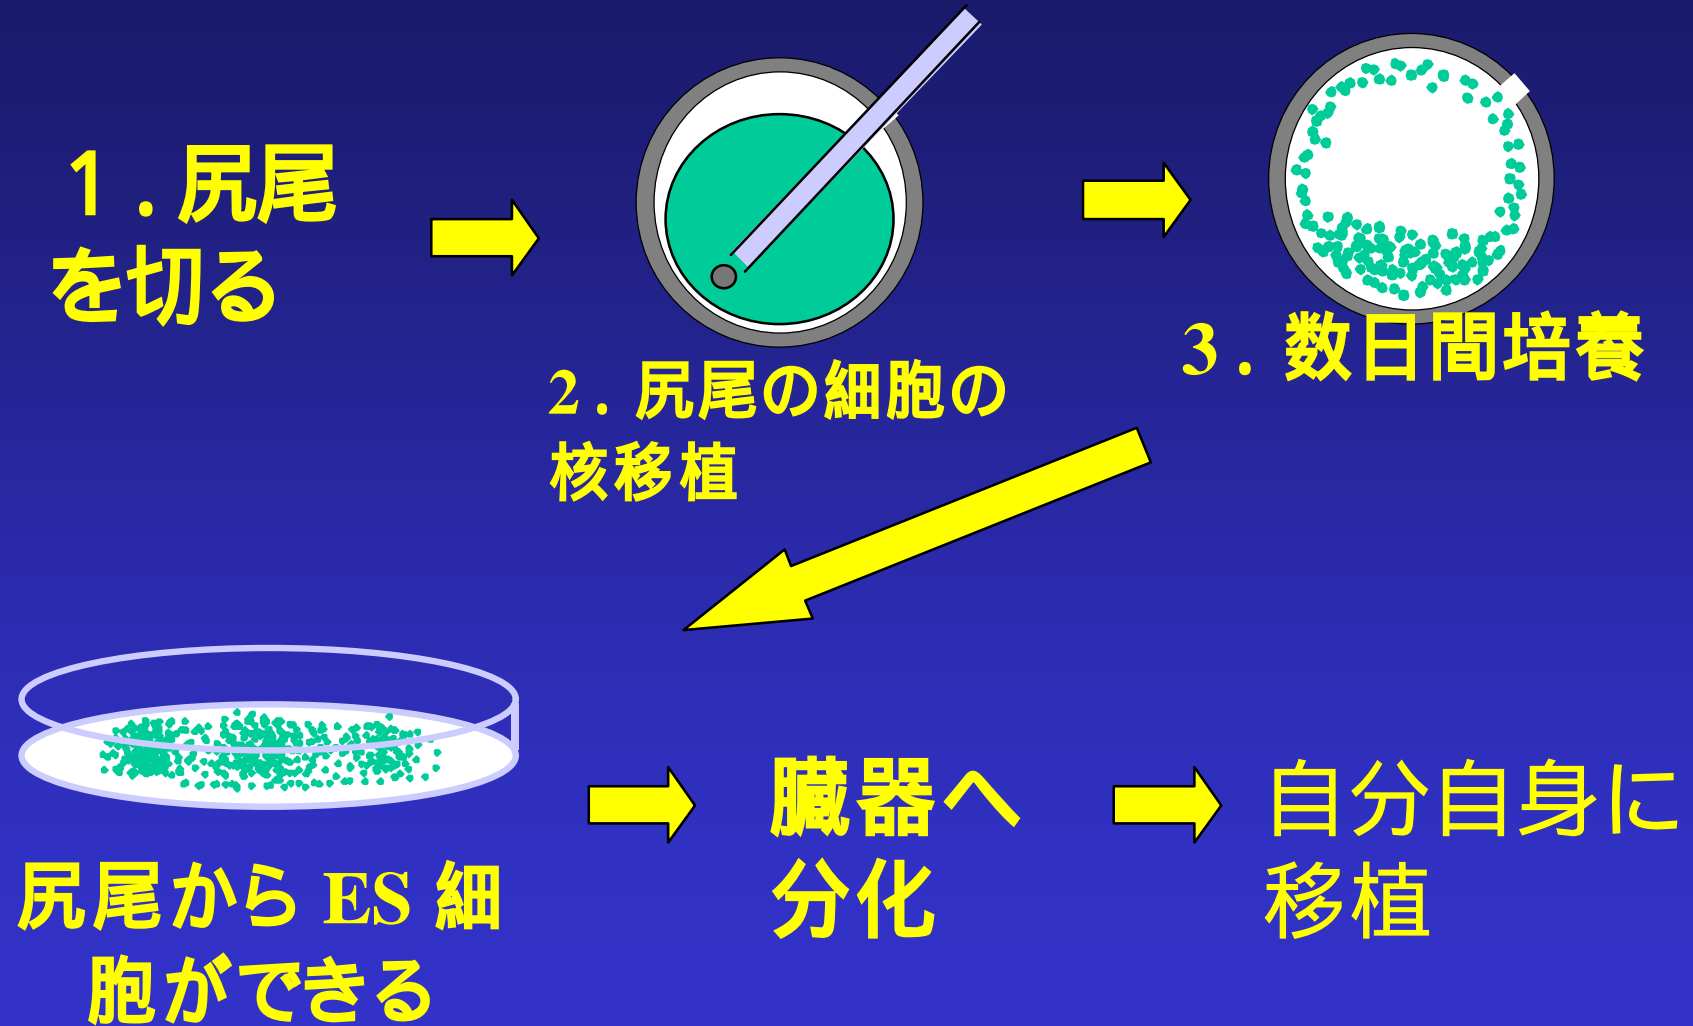 １.尻尾
を切る
2. 尻尾の細胞の
核移植
3. 数日間培養
尻尾から ES 細
胞ができる
臓器へ
分化
自分自身に
移植